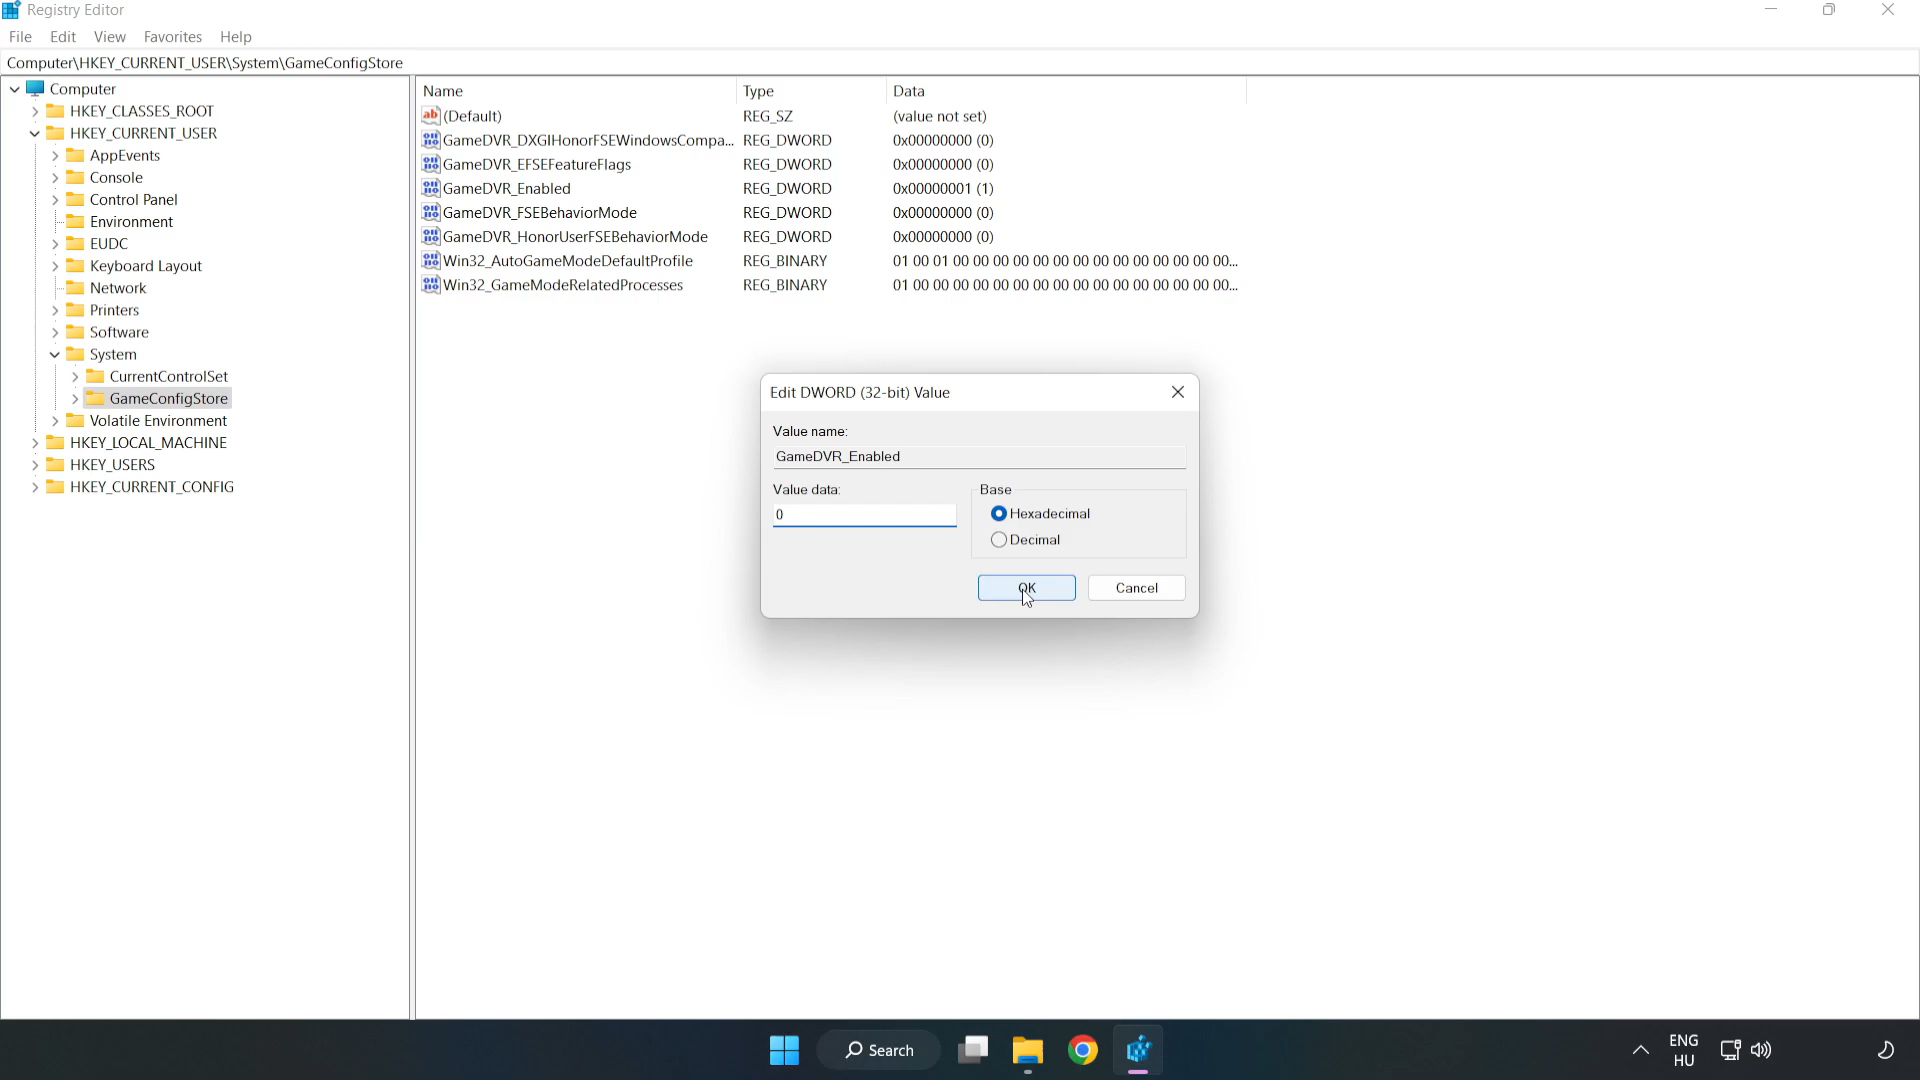 Registry Editor
File Edit View Favorites Help
Computer\HKEY_CURRENT_USER\System\GameConfigStore
Computer
HKEY_CLASSES_ROOT
HKEY_CURRENT_USER
AppEvents
Console
Control Panel
Environment
EUDC
Keyboard Layout
Network
Printers
Software
System
CurrentControlSet
GameConfigStore
Volatile Environment
HKEY_LOCAL_MACHINE
HKEY_USERS
HKEY_CURRENT_CONFIG
Name Type Data
(Default) REG_SZ (value not set)
GameDVR_DXGIHonorFSEWindowsCompa... REG_DWORD 0x00000000 (0)
GameDVR_EFSEFeatureFlags REG_DWORD 0x00000000 (0)
GameDVR_Enabled REG_DWORD 0x00000001 (1)
GameDVR_FSEBehaviorMode REG_DWORD 0x00000000 (0)
GameDVR_HonorUserFSEBehaviorMode REG_DWORD 0x00000000 (0)
Win32_AutoGameModeDefaultProfile REG_BINARY 01 00 01 00 00 00 00 00 00 00 00 00 00 00 00 00 00...
Win32_GameModeRelatedProcesses REG_BINARY 01 00 00 00 00 00 00 00 00 00 00 00 00 00 00 00 00...
Edit DWORD (32-bit) Value
Value name:
GameDVR_Enabled
Value data:
0
Base
Hexadecimal
Decimal
OK Cancel
Search
ENG
HU